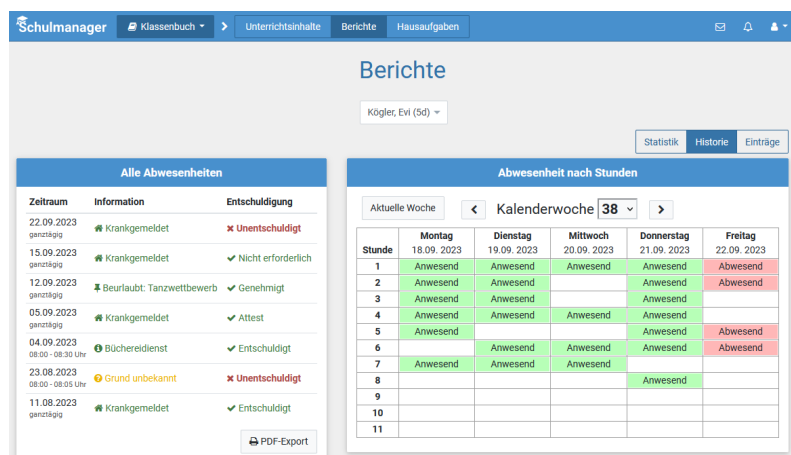 Schulmanager Klassenbuch Unterrichtsinhalte Berichte Hausaufgaben
Berichte
Kögler, Evi (5d)
Statistik Historie Einträge
Alle Abwesenheiten
Zeitraum Information Entschuldigung
22.09.2023 Krankgemeldet Unentschuldigt
ganztägig
15.09.2023 Krankgemeldet Nicht erforderlich
ganztägig
12.09.2023 Beurlaubt: Tanzwettbewerb Genehmigt
ganztägig
05.09.2023 Krankgemeldet Attest
ganztägig
04.09.2023 Büchereidienst Entschuldigt
08:00 - 08:30 Uhr
23.08.2023 Grund unbekannt Unentschuldigt
08:00 - 08:05 Uhr
11.08.2023 Krankgemeldet Entschuldigt
ganztägig
PDF-Export
Abwesenheit nach Stunden
Aktuelle Woche Kalenderwoche 38
Montag Dienstag Mittwoch Donnerstag Freitag
Stunde 18.09. 2023 19.09. 2023 20.09. 2023 21.09. 2023 22.09. 2023
1 Anwesend Anwesend Anwesend Anwesend Abwesend
2 Anwesend Anwesend Anwesend Abwesend
3 Anwesend Anwesend Anwesend
4 Anwesend Anwesend Anwesend Anwesend
5 Anwesend Anwesend Abwesend
6 Anwesend Anwesend Anwesend Abwesend
7 Anwesend Anwesend Anwesend
8 Anwesend
9
10
11